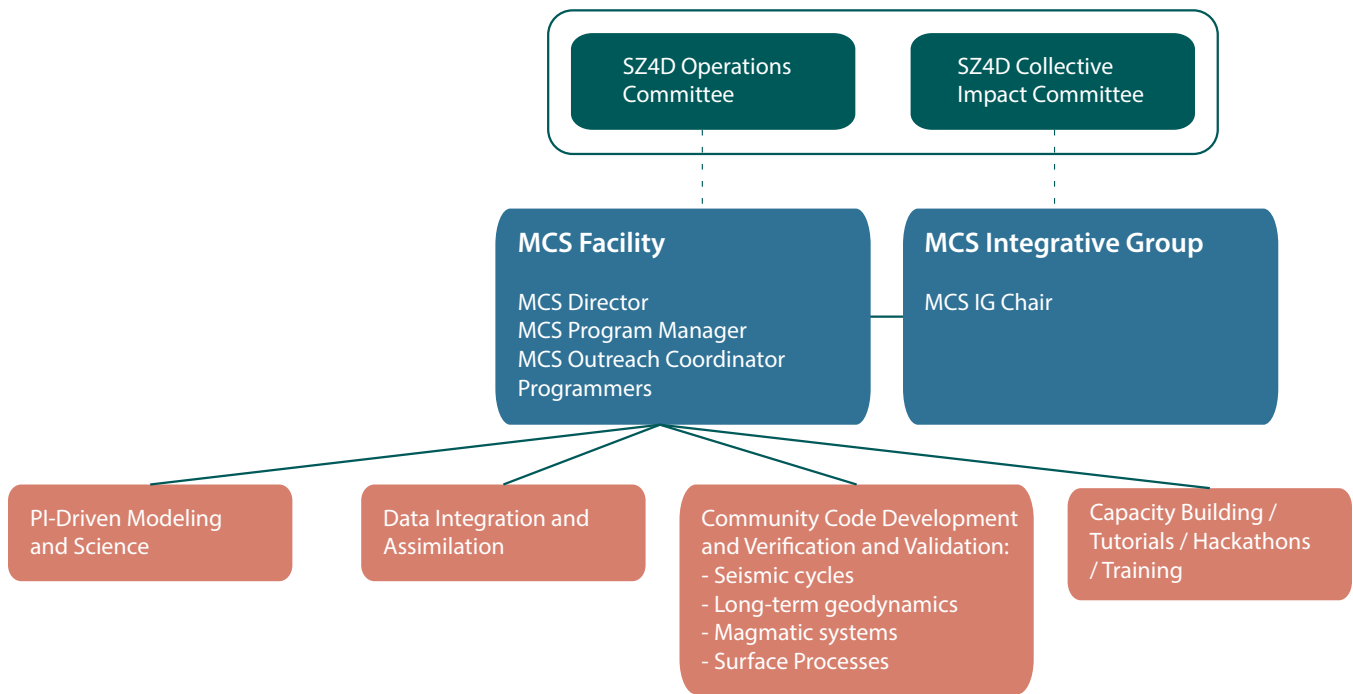 SZ4D Operations
Committee
SZ4D Collective
Impact Committee
MCS Facility
MCS Director
MCS Program Manager
MCS Outreach Coordinator
Programmers
MCS Integrative Group
MCS IG Chair
PI-Driven Modeling
and Science
Data Integration and
Assimilation
Community Code Development
and Verification and Validation:
- Seismic cycles
- Long-term geodynamics
- Magmatic systems
- Surface Processes
Capacity Building /
Tutorials / Hackathons
/ Training